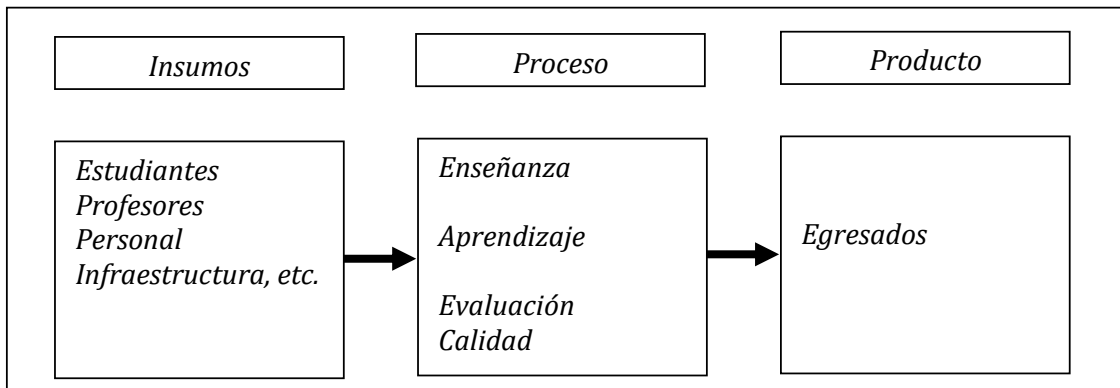 Insumos
Proceso
Producto
Estudiantes
Profesores
Personal
Infraestructura, etc.
Enseñanza
Aprendizaje
Evaluación
Calidad
Egresados